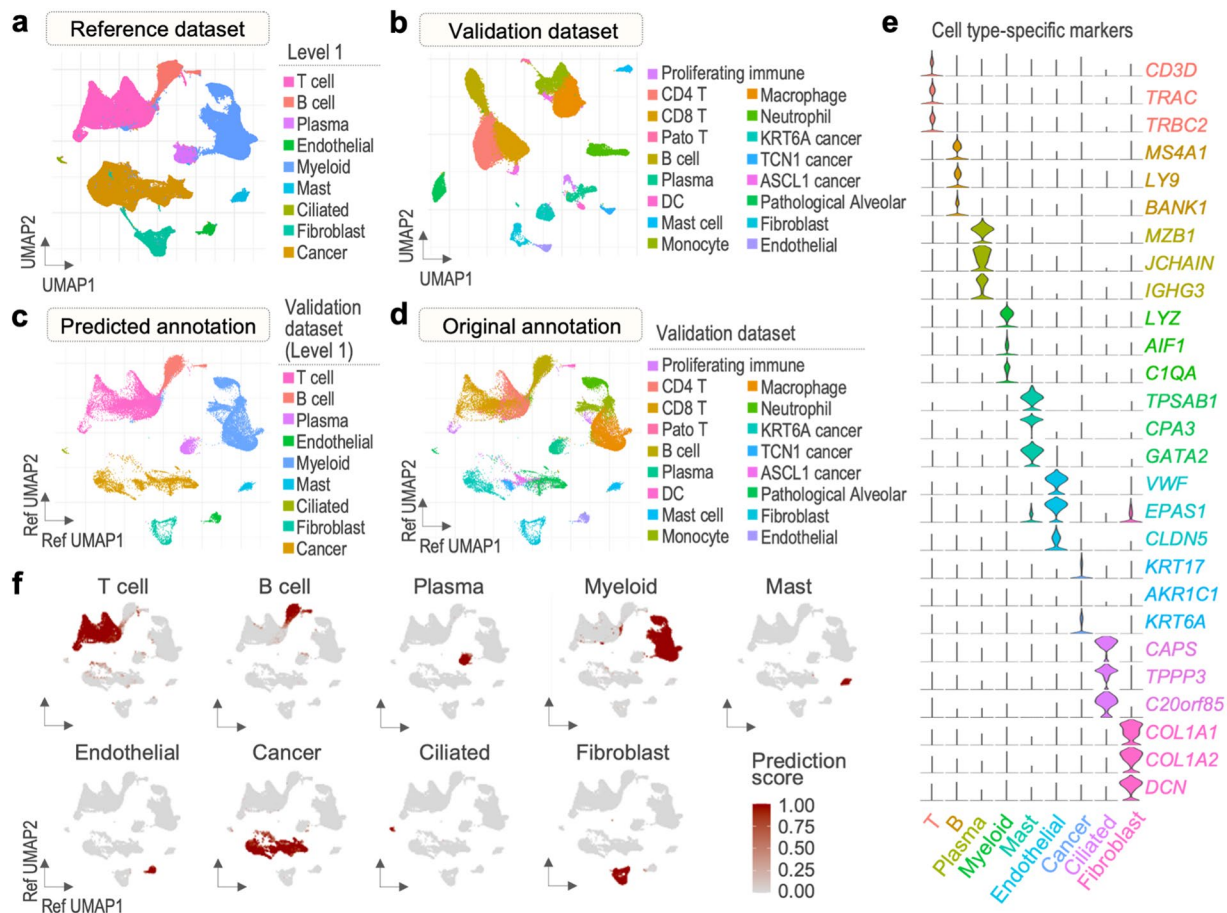 a
Reference dataset
Level 1
T cell
B cell
Plasma
Endothelial
Myeloid
Mast
Ciliated
Fibroblast
Cancer
UMAP2
UMAP1
b
Validation dataset
Proliferating immune
CD4 T
CD8 T
Pato T
B cell
Plasma
DC
Mast cell
Monocyte
Macrophage
Neutrophil
KRT6A cancer
TCN1 cancer
ASCL1 cancer
Pathological Alveolar
Fibroblast
Endothelial
UMAP2
UMAP1
c
Predicted annotation
Validation
dataset
(Level 1)
T cell
B cell
Plasma
Endothelial
Myeloid
Mast
Ciliated
Fibroblast
Cancer
Ref UMAP2
Ref UMAP1
d
Original annotation
Validation dataset
Proliferating immune
CD4 T
CD8 T
Pato T
B cell
Plasma
DC
Mast cell
Monocyte
Macrophage
Neutrophil
KRT6A cancer
TCN1 cancer
ASCL1 cancer
Pathological Alveolar
Fibroblast
Endothelial
Ref UMAP2
Ref UMAP1
e
Cell type-specific markers
CD3D
TRAC
TRBC2
MS4A1
LY9
BANK1
MZB1
JCHAIN
IGHG3
LYZ
AIF1
C1QA
TPSAB1
CPA3
GATA2
VWF
EPAS1
CLDN5
KRT17
AKR1C1
KRT6A
CAPS
TPPP3
C20orf85
COL1A1
COL1A2
DCN
T
B
Plasma
Myeloid
Mast
Endothelial
Cancer
Ciliated
Fibroblast
f
T cell
B cell
Plasma
Myeloid
Mast
Endothelial
Cancer
Ciliated
Fibroblast
Prediction
score
1.00
0.75
0.50
0.25
0.00
Ref UMAP2
Ref UMAP1